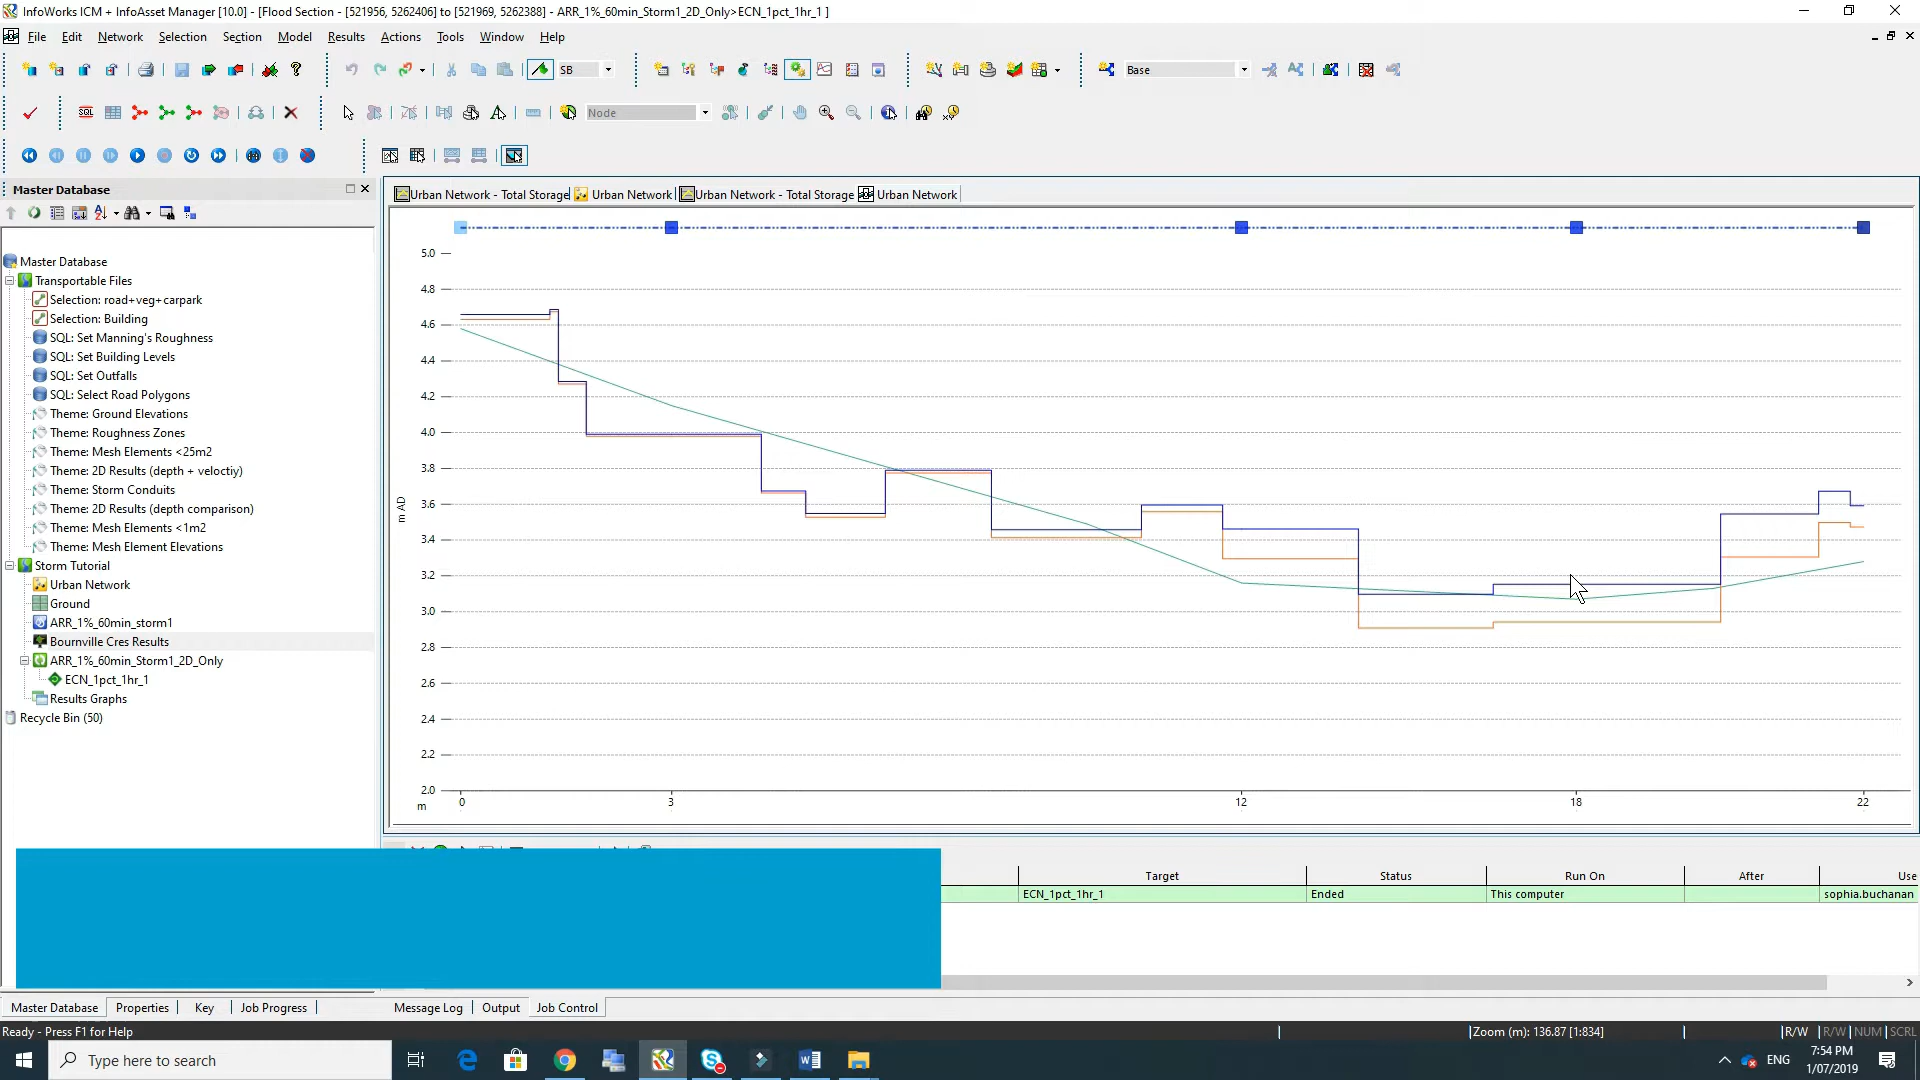 InfoWorks ICM + InfoAsset Manager [10.0] - [Flood Section - [521956, 5262406] to [521969, 5262388] - ARR_1%_60min_Storm1_2D_Only>ECN_1pct_1hr_1 ]
File Edit Network Selection Section Model Results Actions Tools Window Help
SB Base
SQL Node
Master Database
Urban Network - Total Storage Urban Network Urban Network - Total Storage Urban Network
Master Database
Transportable Files
Selection: road+veg+carpark
Selection: Building
SQL: Set Manning's Roughness
SQL: Set Building Levels
SQL: Set Outfalls
SQL: Select Road Polygons
Theme: Ground Elevations
Theme: Roughness Zones
Theme: Mesh Elements <25m2
Theme: 2D Results (depth + veloctiy)
Theme: Storm Conduits
Theme: 2D Results (depth comparison)
Theme: Mesh Elements <1m2
Theme: Mesh Element Elevations
Storm Tutorial
Urban Network
Ground
ARR_1%_60min_storm1
Bournville Cres Results
ARR_1%_60min_Storm1_2D_Only
ECN_1pct_1hr_1
Results Graphs
Recycle Bin (50)
5.0
4.8
4.6
4.4
4.2
4.0
3.8
3.6
m AD
3.4
3.2
3.0
2.8
2.6
2.4
2.2
2.0
m 0 3 12 18 22
Target Status Run On After Use
ECN_1pct_1hr_1 Ended This computer sophia.buchanan
Master Database Properties Key Job Progress Message Log Output Job Control
Ready - Press F1 for Help Zoom (m): 136.87 [1:834] R/W R/W NUM SCRL
Type here to search
ENG 7:54 PM
1/07/2019